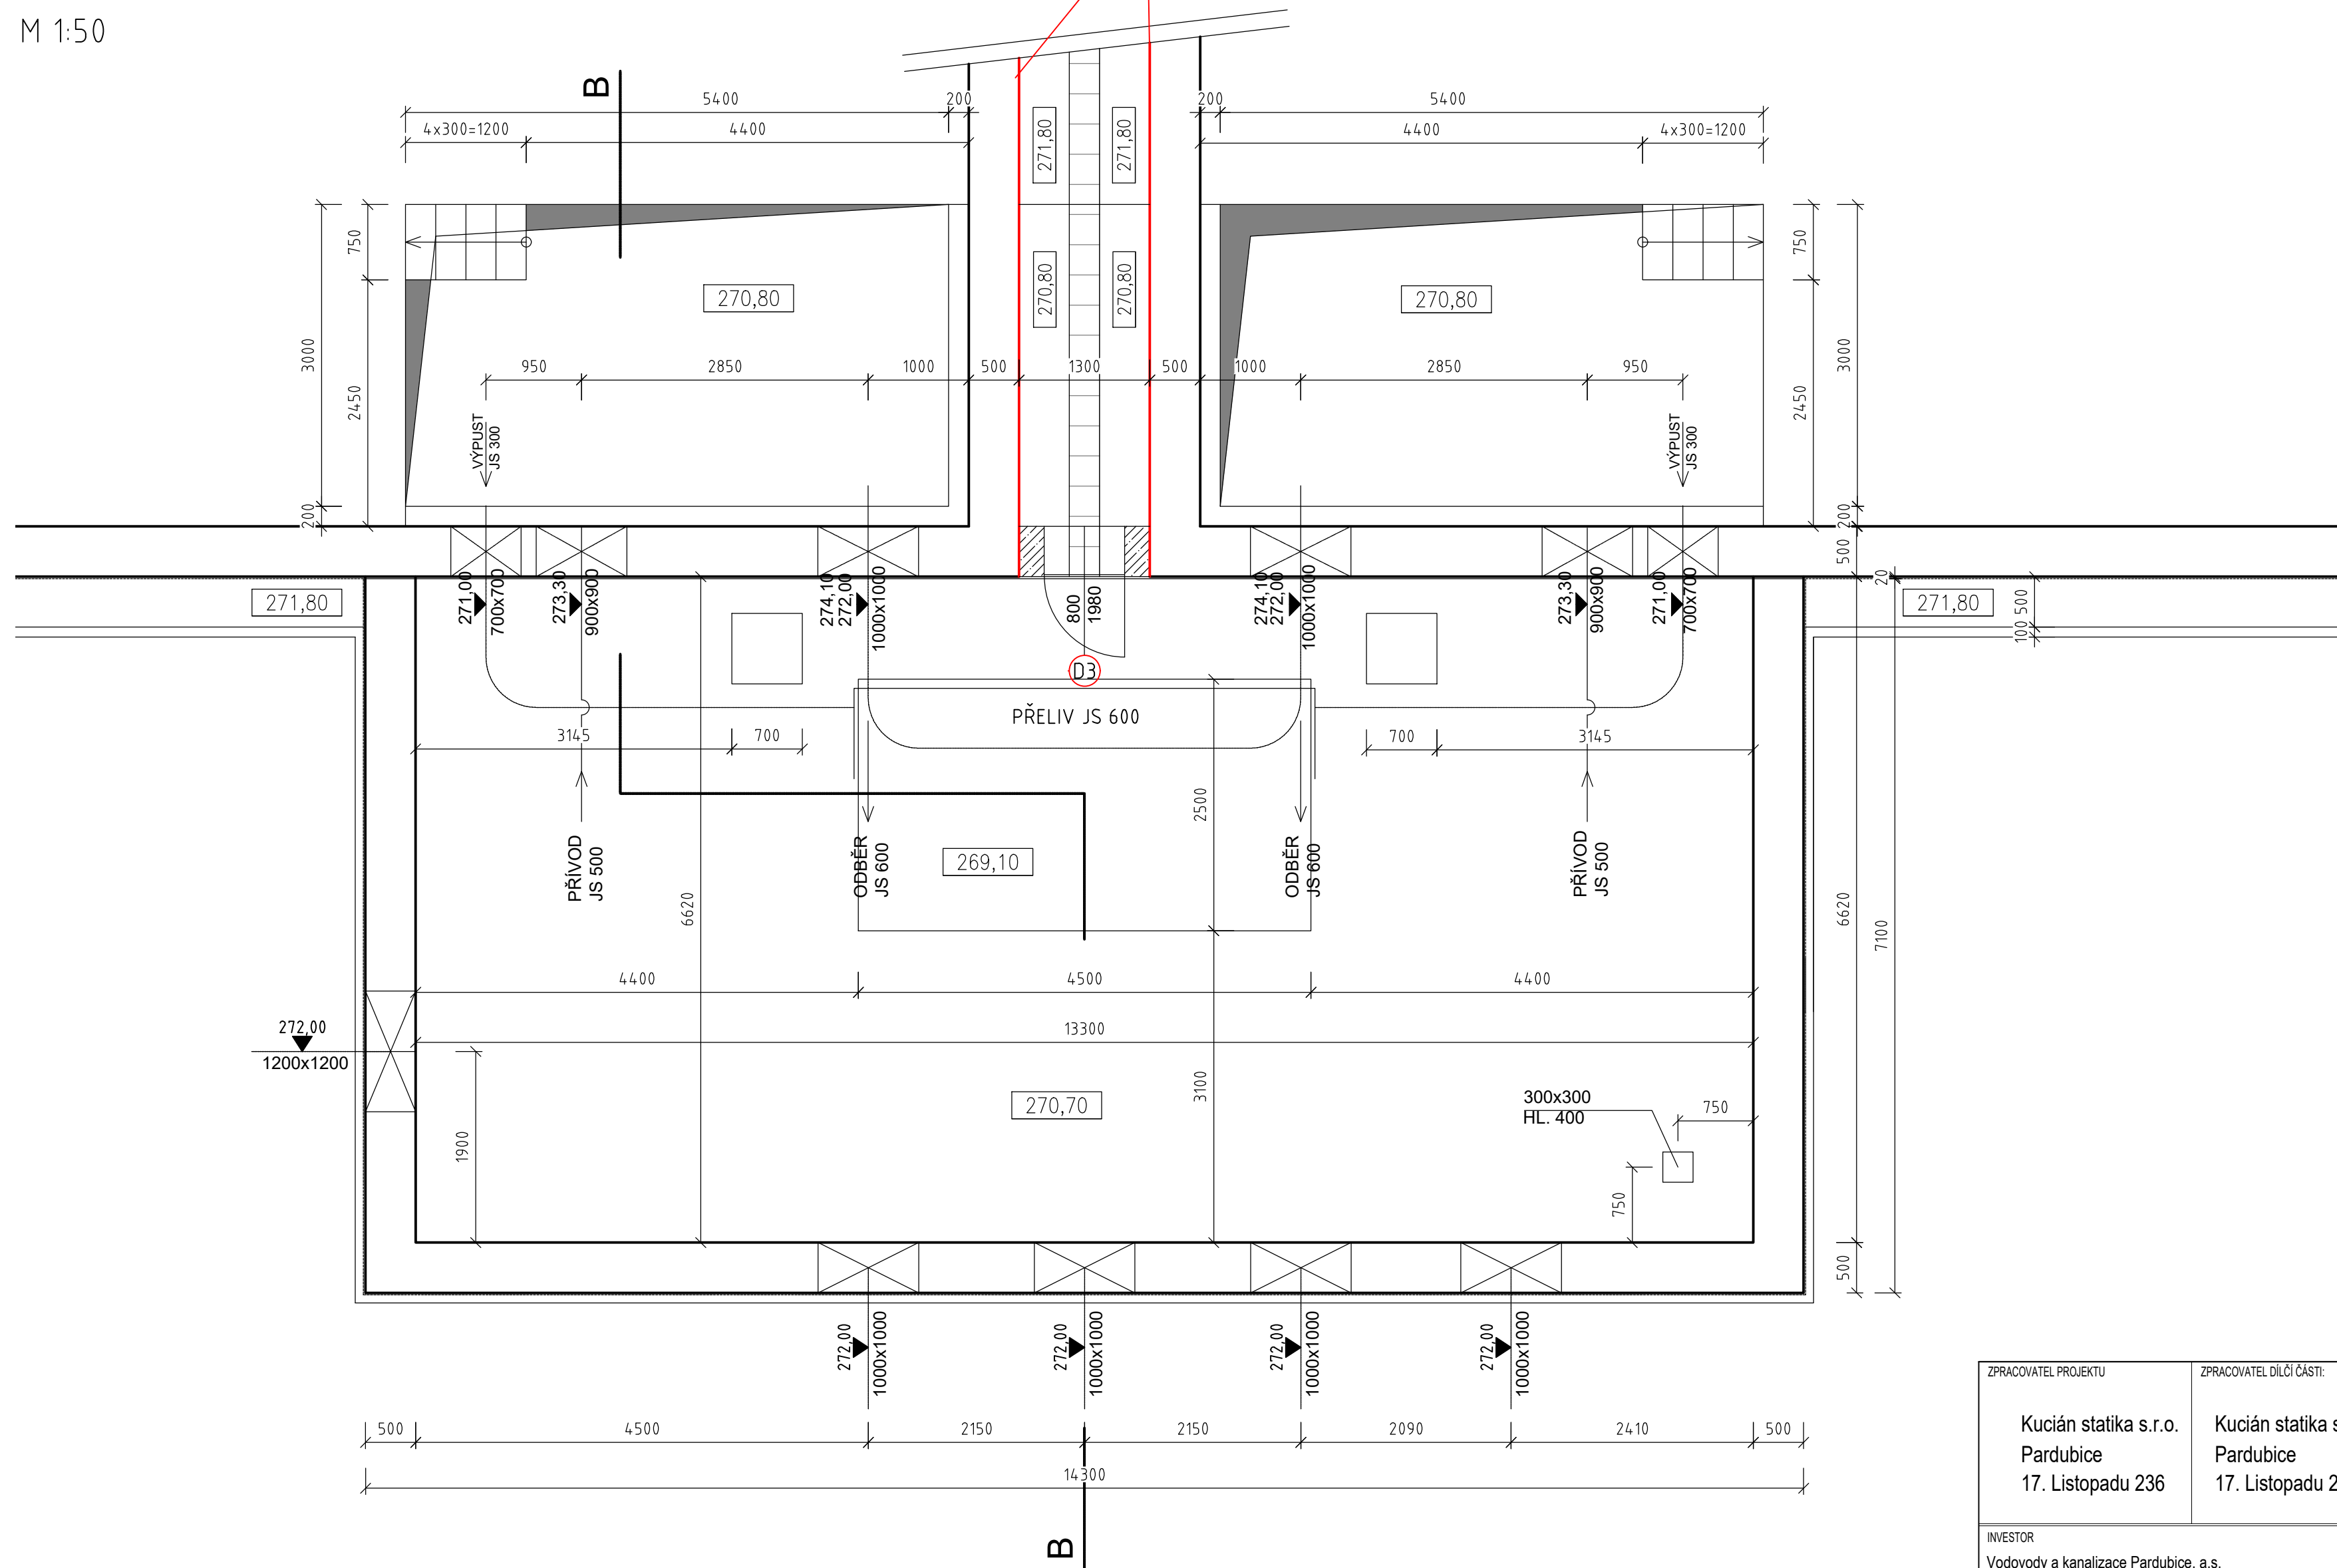 M 1:50
B
5400
200
200
5400
4x300=1200
4400
4400
4x300=1200
271,80
271,80
750
750
3000
2450
270,80
270,80
270,80
270,80
3000
2450
950
2850
1000
500
1300
500
1000
2850
950
VÝPUST
JS 300
VÝPUST
JS 300
200
200
500
20
271,80
271,00
700x700
273,30
900x900
274,10
272,00
1000x1000
800
1980
274,10
272,00
1000x1000
273,30
900x900
271,00
700x700
271,80
500
100
D3
PŘELIV JS 600
3145
700
700
3145
2500
PŘÍVOD
JS 500
ODBĚR
JS 600
269,10
ODBĚR
JS 600
PŘÍVOD
JS 500
6620
6620
7100
4400
4500
4400
13300
272,00
1200x1200
270,70
3100
300x300
HL. 400
750
1900
750
500
272,00
1000x1000
272,00
1000x1000
272,00
1000x1000
272,00
1000x1000
500
4500
2150
2150
2090
2410
500
14300
B
ZPRACOVATEL PROJEKTU
ZPRACOVATEL DÍLČÍ ČÁSTI:
Kucián statika s.r.o.
Pardubice
17. Listopadu 236
Kucián statika s
Pardubice
17. Listopadu 2
INVESTOR
Vodovody a kanalizace Pardubice, a.s.